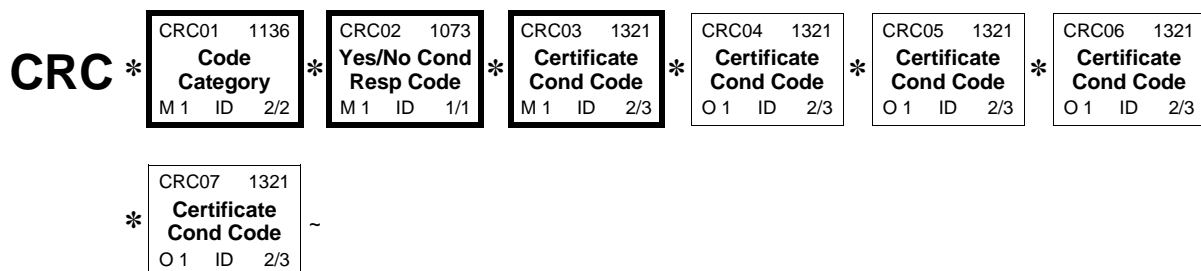 CRC * CRC01 1136 * CRC02 1073 * CRC03 1321 * CRC04 1321 * CRC05 1321 * CRC06 1321
Code Category Yes/No Cond Resp Code Certificate Cond Code Certificate Cond Code Certificate Cond Code Certificate Cond Code
M 1 ID 2/2 M 1 ID 1/1 M 1 ID 2/3 O 1 ID 2/3 O 1 ID 2/3 O 1 ID 2/3
* CRC07 1321 ~
Certificate
Cond Code
O 1 ID 2/3